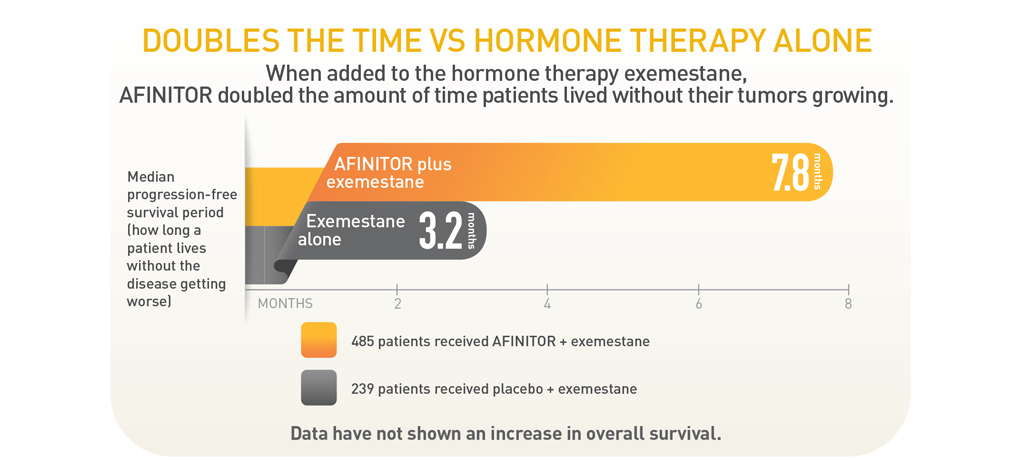 DOUBLES THE TIME VS HORMONE THERAPY ALONE
When added to the hormone therapy exemestane,
AFINITOR doubled the amount of time patients lived without their tumors growing.
Median
progression-free
survival period
(how long a
patient lives
without the
disease getting
worse)
AFINITOR plus
exemestane
7.8 months
Exemestane
alone
3.2 months
MONTHS 2 4 6 8
485 patients received AFINITOR + exemestane
239 patients received placebo + exemestane
Data have not shown an increase in overall survival.